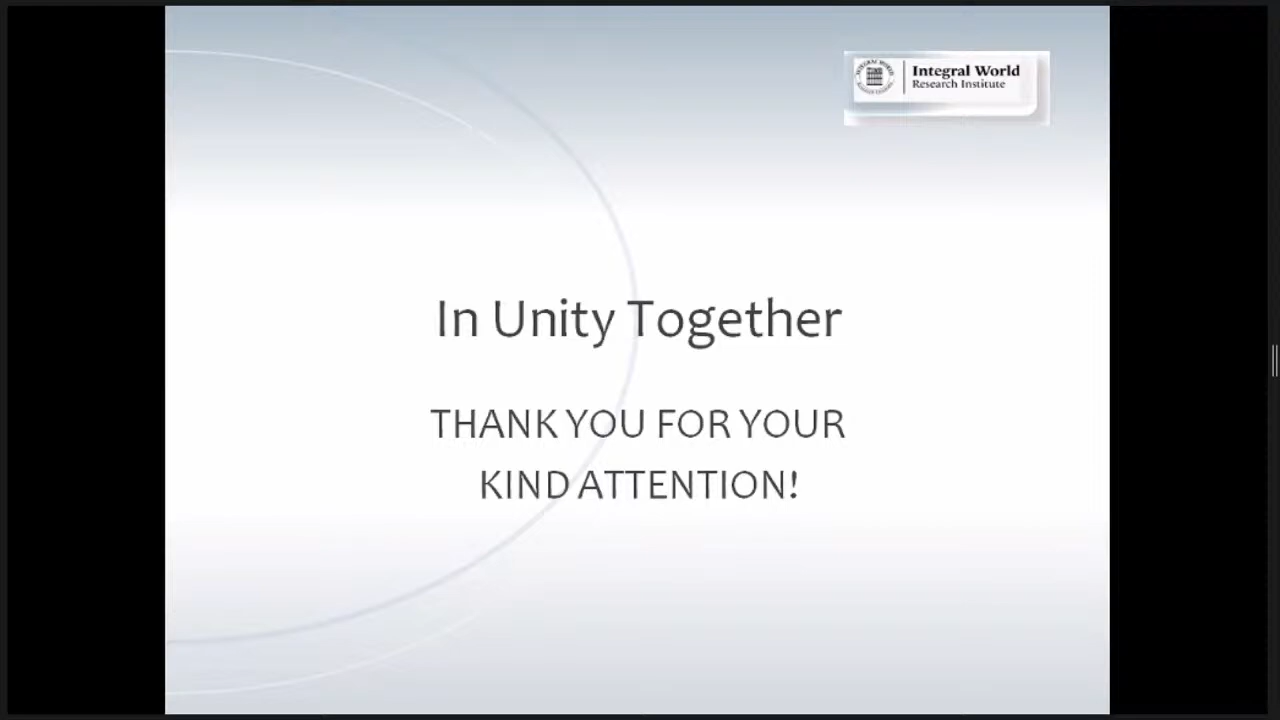 Integral World
Research Institute
In Unity Together
THANK YOU FOR YOUR
KIND ATTENTION!